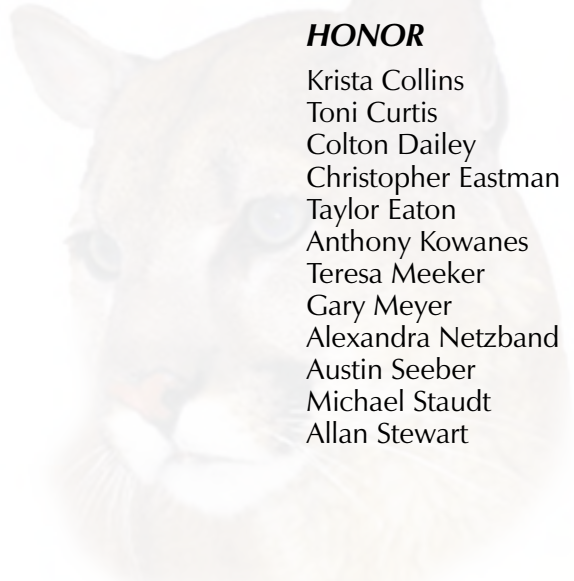 HONOR
Krista Collins
Toni Curtis
Colton Dailey
Christopher Eastman
Taylor Eaton
Anthony Kowanes
Teresa Meeker
Gary Meyer
Alexandra Netzband
Austin Seeber
Michael Staudt
Allan Stewart